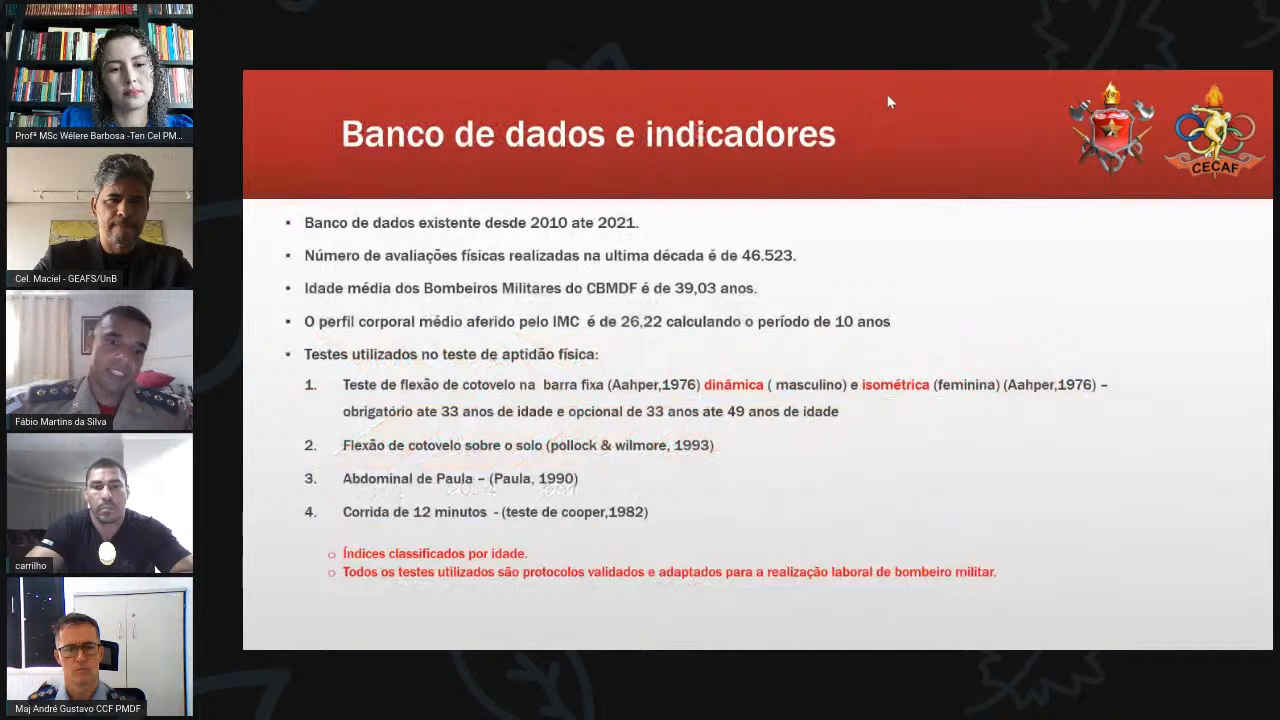 Banco de dados e indicadores
CECAF
▪ Banco de dados existente desde 2010 ate 2021.
▪ Número de avaliações físicas realizadas na ultima década é de 46.523.
▪ Idade média dos Bombeiros Militares do CBMDF é de 39,03 anos.
▪ O perfil corporal médio aferido pelo IMC é de 26,22 calculando o período de 10 anos
▪ Testes utilizados no teste de aptidão física:
1. Teste de flexão de cotovelo na barra fixa (Aahper,1976) dinâmica ( masculino) e isométrica (feminina) (Aahper,1976) –
obrigatório ate 33 anos de idade e opcional de 33 anos até 49 anos de idade
2. Flexão de cotovelo sobre o solo (pollock & wilmore, 1993)
3. Abdominal de Paula – (Paula, 1990)
4. Corrida de 12 minutos - (teste de cooper,1982)
o Índices classificados por idade.
o Todos os testes utilizados são protocolos validados e adaptados para a realização laboral de bombeiro militar.
Profª MSc Wélere Barbosa -Ten Cel PM...
Cel. Maciel - GEAFS/UnB
Fábio Martins da Silva
carrilho
Maj André Gustavo CCF PMDF